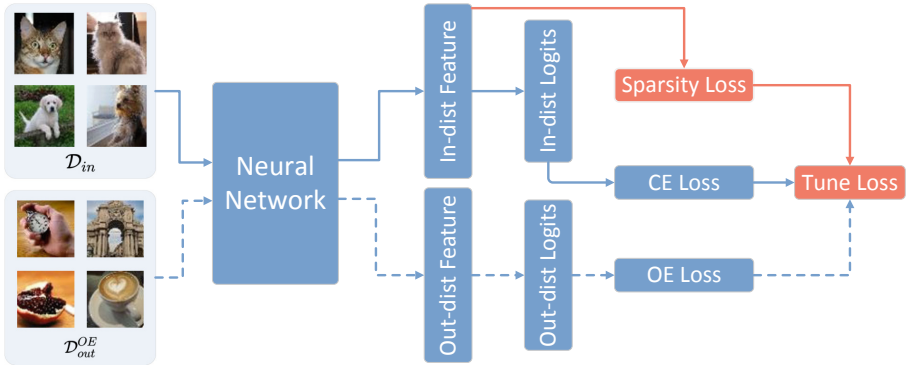 𝒟_in
𝒟_out^OE
Neural
Network
In-dist Feature
In-dist Logits
Out-dist Feature
Out-dist Logits
Sparsity Loss
CE Loss
Tune Loss
OE Loss